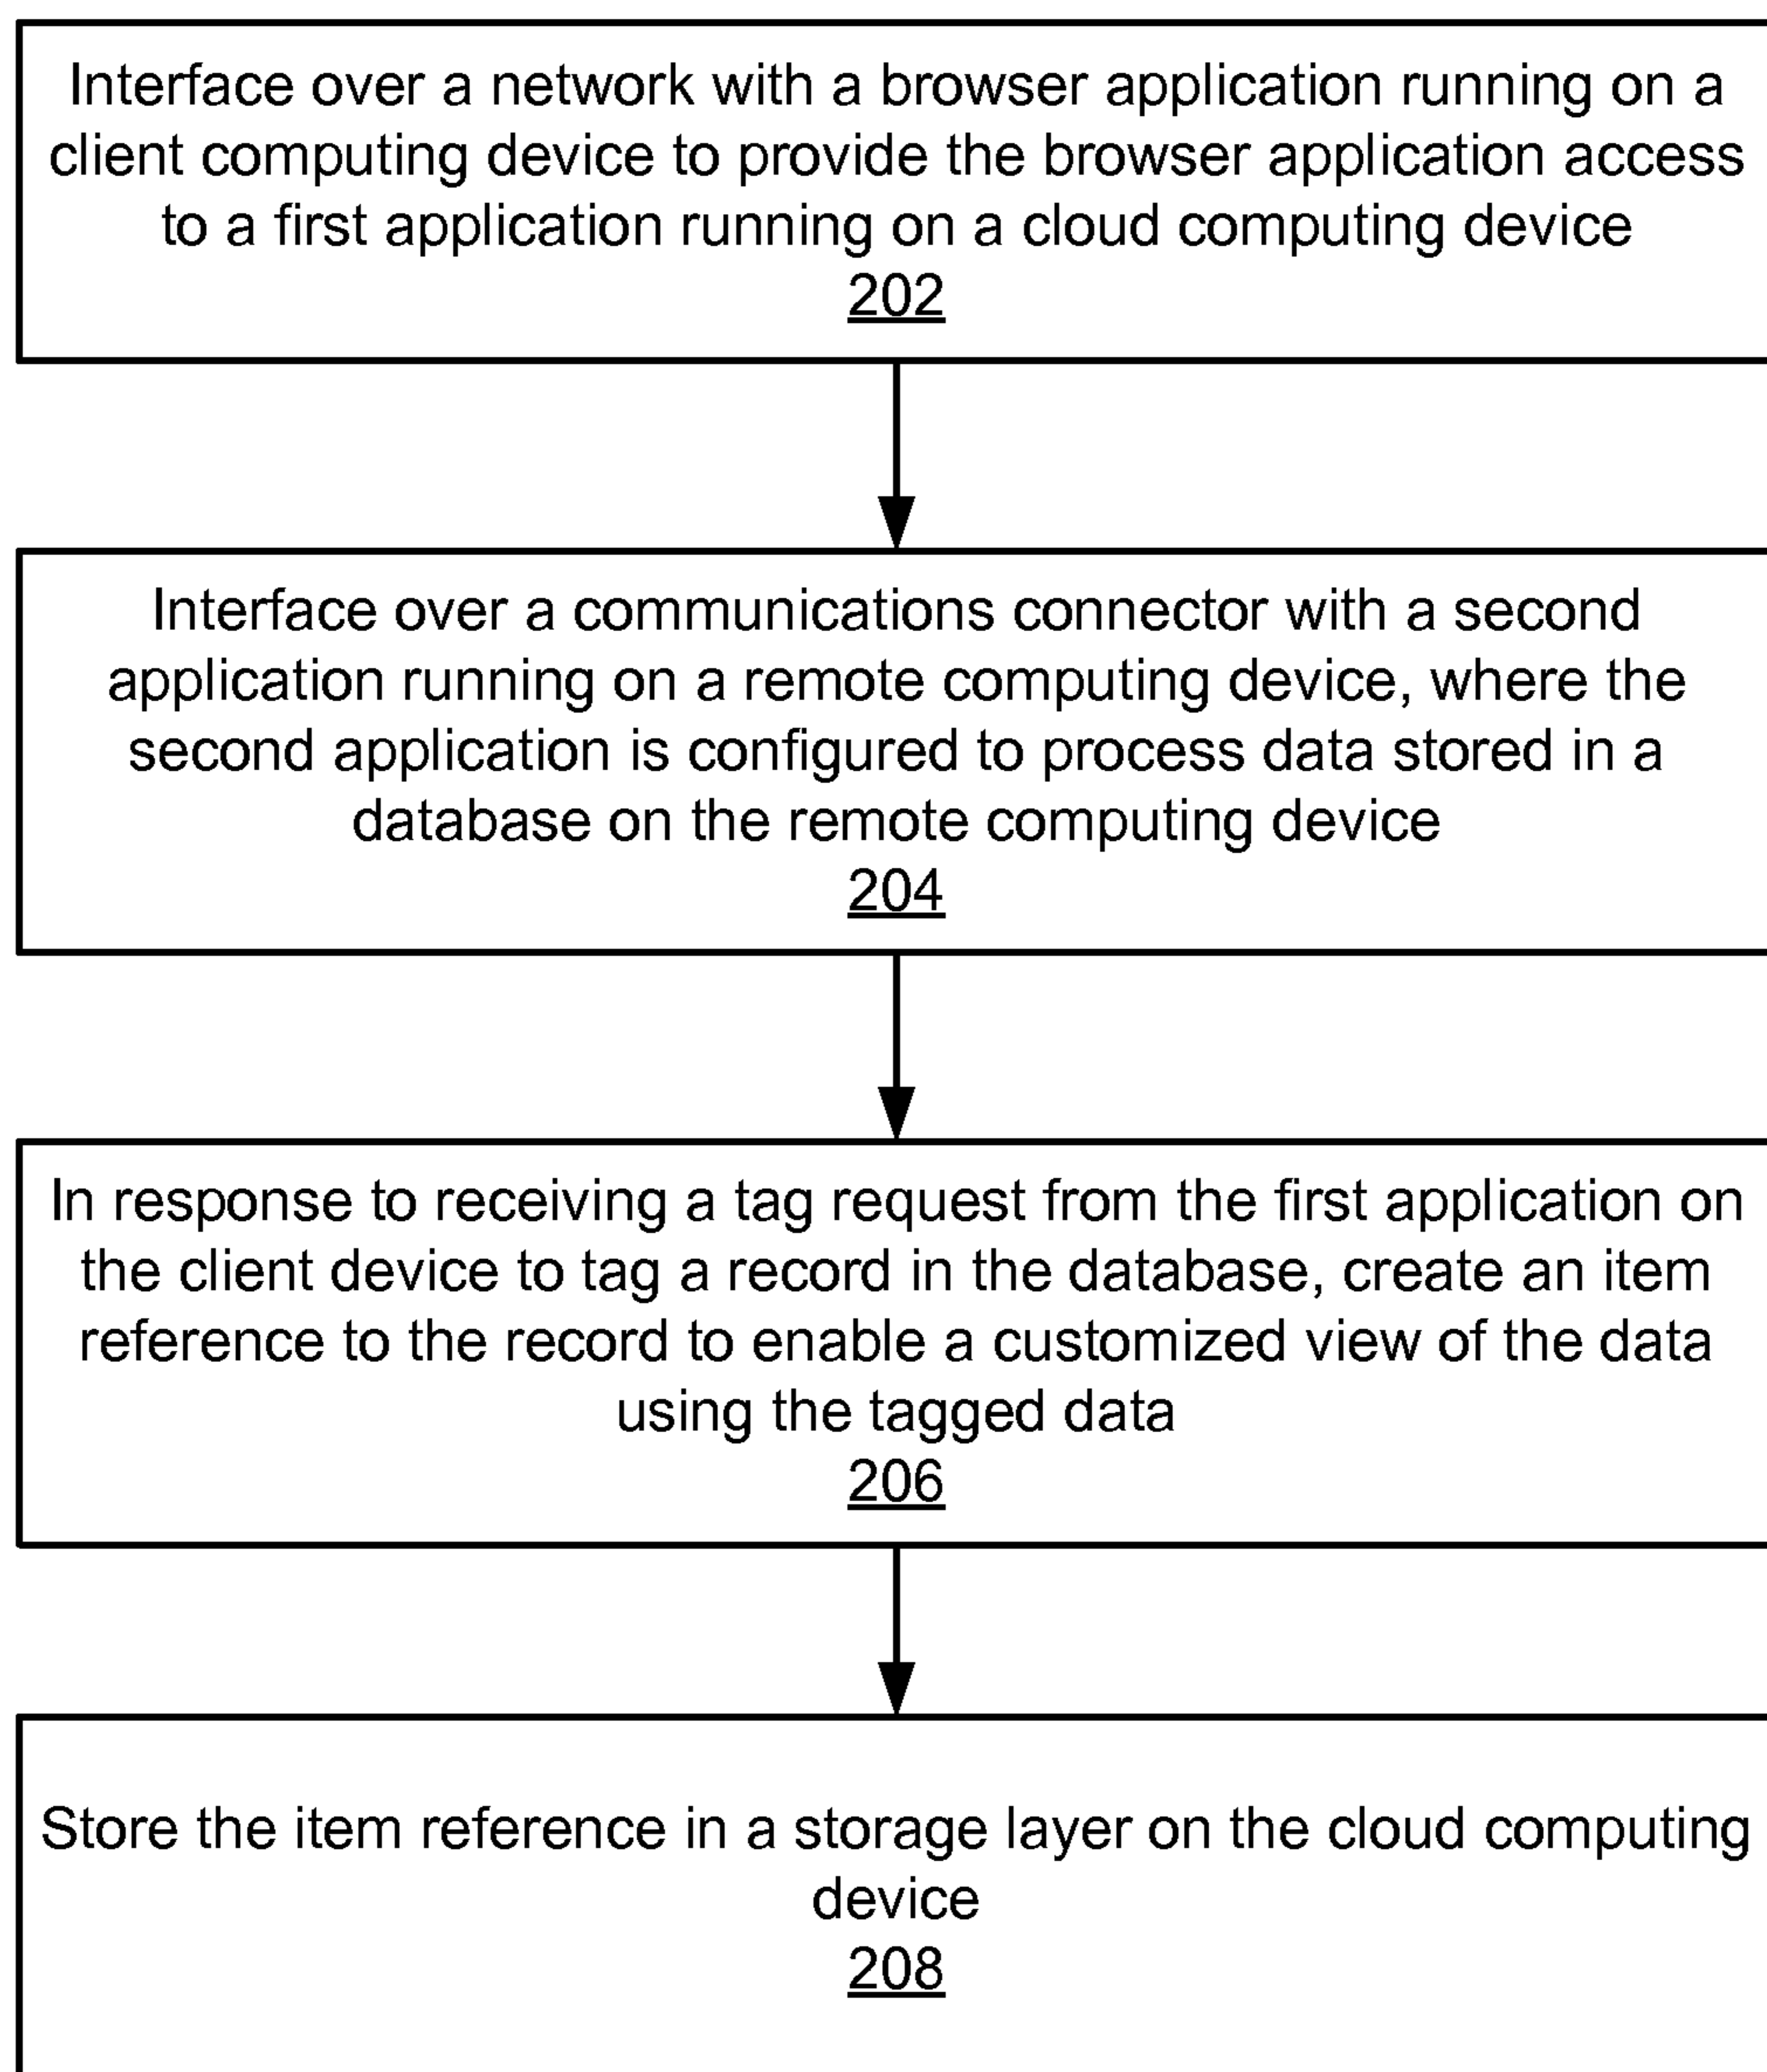 Interface over a network with a browser application running on a
client computing device to provide the browser application access
to a first application running on a cloud computing device
202
Interface over a communications connector with a second
application running on a remote computing device, where the
second application is configured to process data stored in a
database on the remote computing device
204
In response to receiving a tag request from the first application on
the client device to tag a record in the database, create an item
reference to the record to enable a customized view of the data
using the tagged data
206
Store the item reference in a storage layer on the cloud computing
device
208